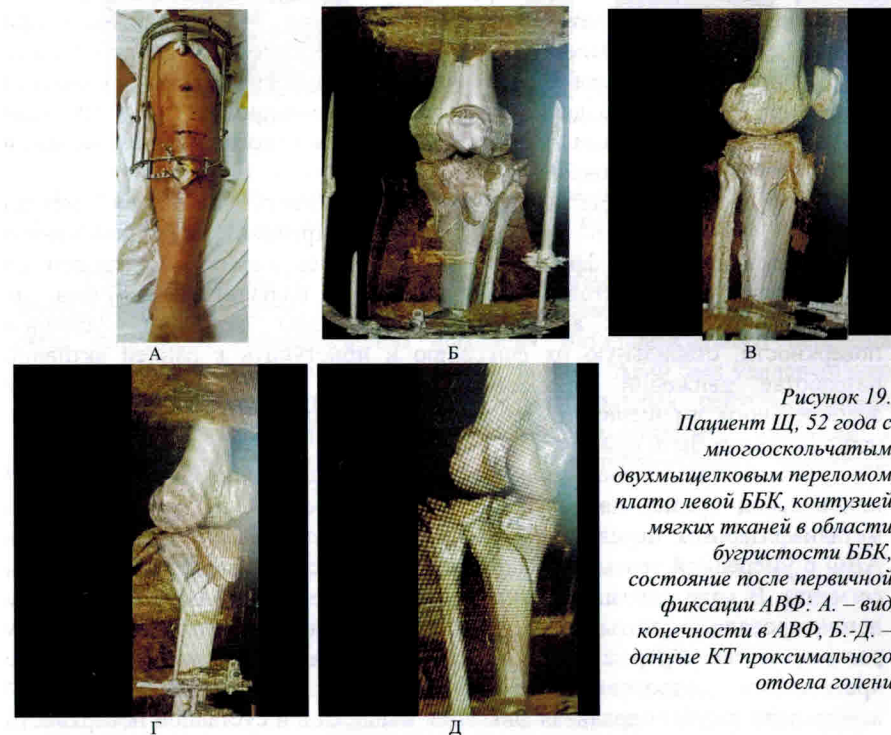 А
Б
В
Г
Д
Рисунок 19.
Пациент Щ, 52 года с
многооскольчатым
двухмыщелковым переломом
плато левой ББК, контузией
мягких тканей в области
бугристости ББК,
состояние после первичной
фиксации АВФ: А. – вид
конечности в АВФ, Б.-Д. –
данные КТ проксимального
отдела голени